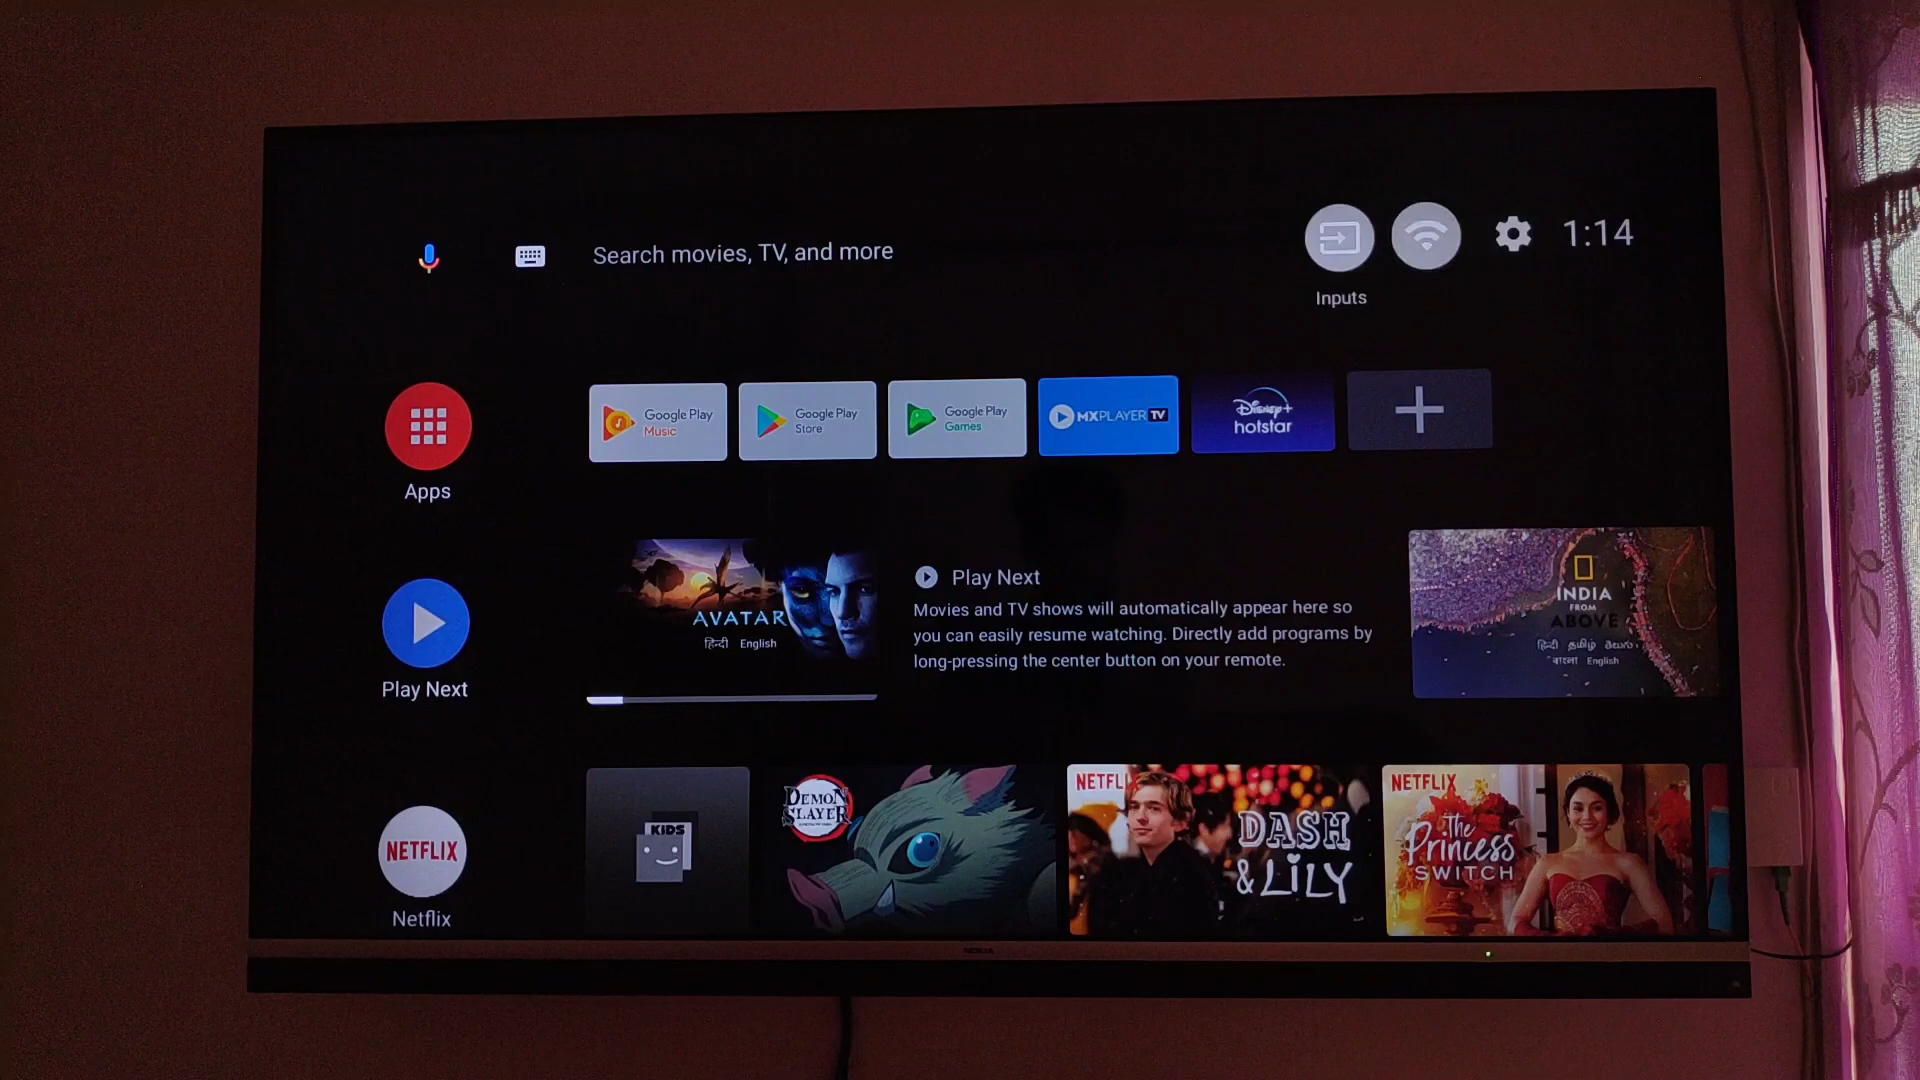 Search movies, TV, and more
1:14
Inputs
Google Play
Music
Google Play
Store
Google Play
Games
MXPLAYER TV
Disney+
hotstar
Apps
AVATAR
हिन्दी English
Play Next
Movies and TV shows will automatically appear here so
you can easily resume watching. Directly add programs by
long-pressing the center button on your remote.
INDIA
FROM
ABOVE
हिन्दी தமிழ் తెలుగు
বাংলা English
Play Next
NETFLIX
Netflix
KIDS
DEMON
SLAYER
NETFLIX
DASH
& LiLY
NETFLIX
The
Princess
SWITCH
NOKIA